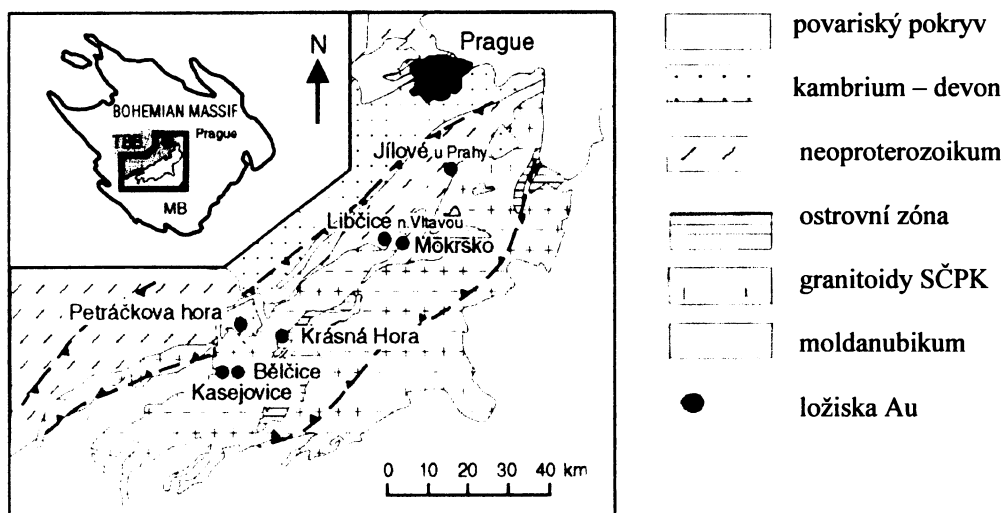 Prague
N
BOHEMIAN MASSIF
TBB
Prague
MB
Jílové u Prahy
Libčice n.Vltavou
Mokrsko
Petráčkova hora
Krásná Hora
Bělčice
Kasejovice
0 10 20 30 40 km
povariský pokryv
kambrium – devon
neoproterozoikum
ostrovní zóna
granitoidy SČPK
moldanubikum
ložiska Au